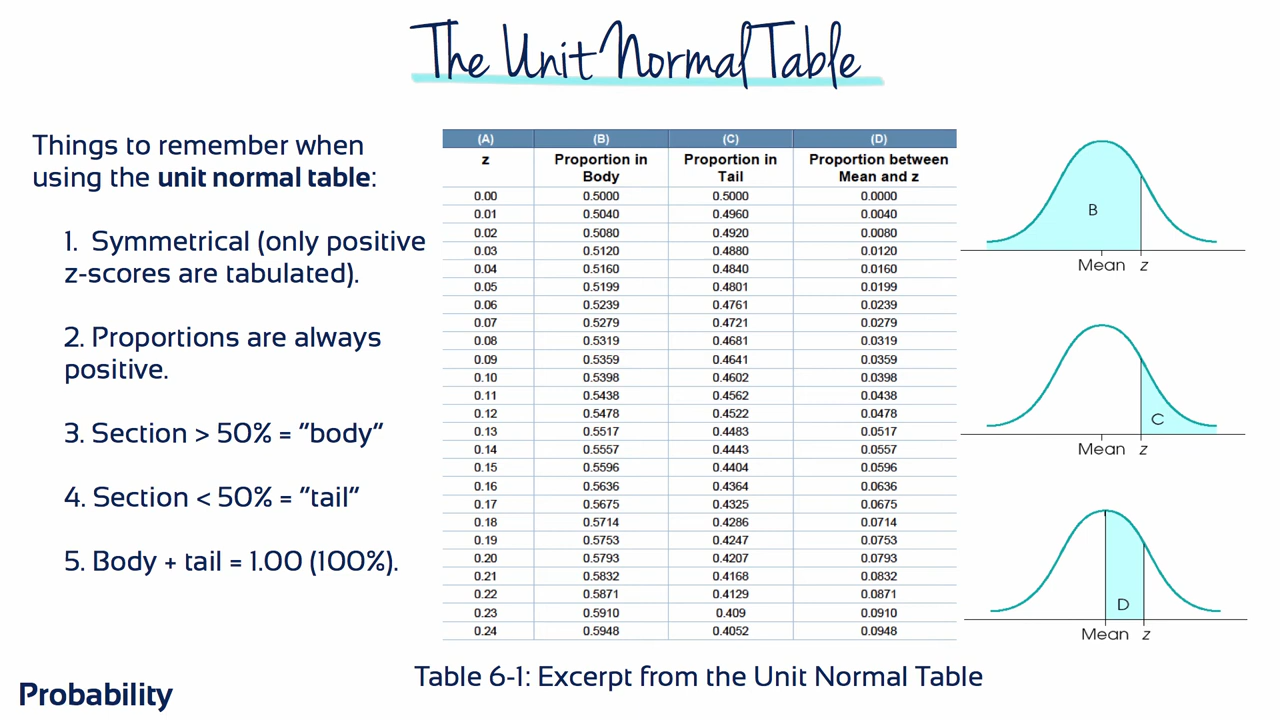 The Unit Normal Table
Things to remember when
using the unit normal table:
1. Symmetrical (only positive
z-scores are tabulated).
2. Proportions are always
positive.
3. Section > 50% = "body"
4. Section < 50% = "tail"
5. Body + tail = 1.00 (100%).
(A) (B) (C) (D)
z Proportion in Body Proportion in Tail Proportion between Mean and z
0.00 0.5000 0.5000 0.0000
0.01 0.5040 0.4960 0.0040
0.02 0.5080 0.4920 0.0080
0.03 0.5120 0.4880 0.0120
0.04 0.5160 0.4840 0.0160
0.05 0.5199 0.4801 0.0199
0.06 0.5239 0.4761 0.0239
0.07 0.5279 0.4721 0.0279
0.08 0.5319 0.4681 0.0319
0.09 0.5359 0.4641 0.0359
0.10 0.5398 0.4602 0.0398
0.11 0.5438 0.4562 0.0438
0.12 0.5478 0.4522 0.0478
0.13 0.5517 0.4483 0.0517
0.14 0.5557 0.4443 0.0557
0.15 0.5596 0.4404 0.0596
0.16 0.5636 0.4364 0.0636
0.17 0.5675 0.4325 0.0675
0.18 0.5714 0.4286 0.0714
0.19 0.5753 0.4247 0.0753
0.20 0.5793 0.4207 0.0793
0.21 0.5832 0.4168 0.0832
0.22 0.5871 0.4129 0.0871
0.23 0.5910 0.409 0.0910
0.24 0.5948 0.4052 0.0948
B
Mean z
C
Mean z
D
Mean z
Table 6-1: Excerpt from the Unit Normal Table
Probability